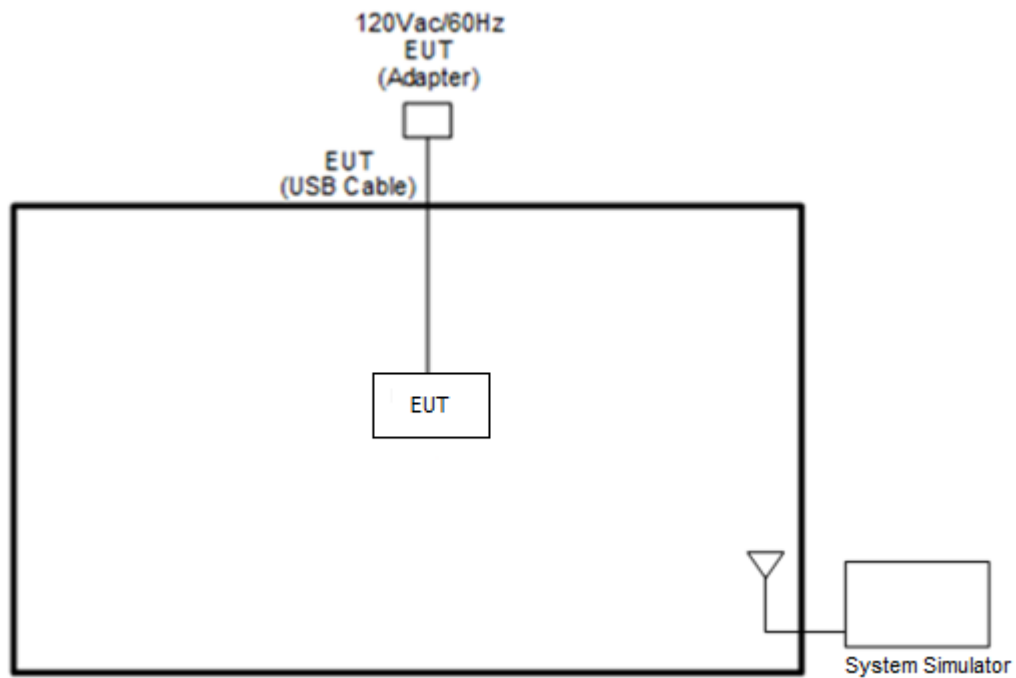 120Vac/60Hz
EUT
(Adapter)
EUT
(USB Cable)
EUT
System Simulator